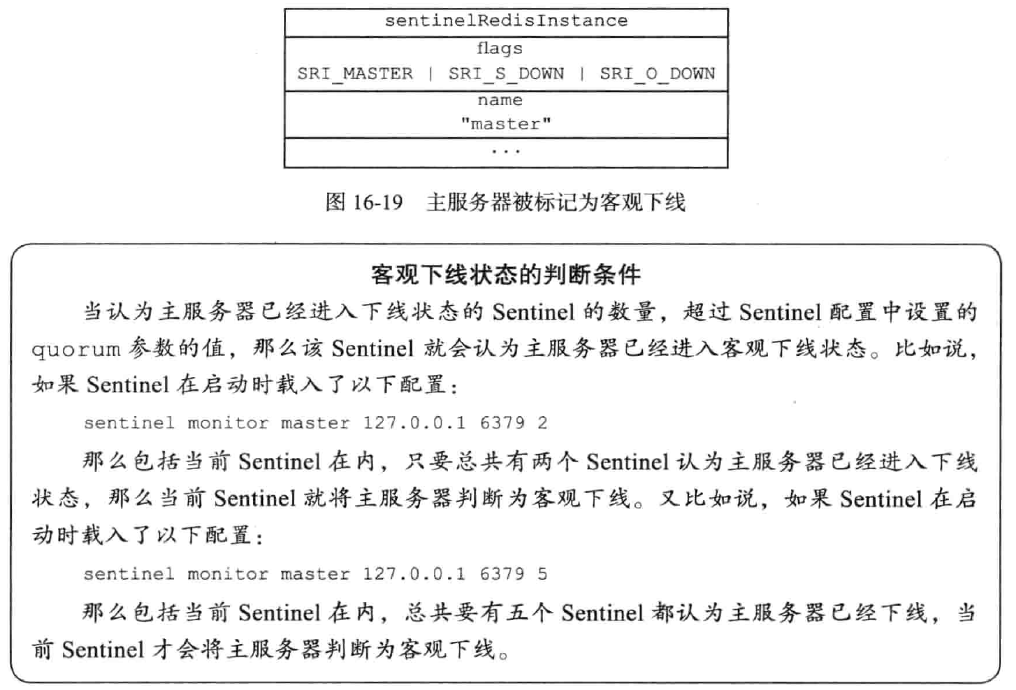 sentinelRedisInstance
flags
SRI_MASTER | SRI_S_DOWN | SRI_O_DOWN
name
"master"
...
图 16-19 主服务器被标记为客观下线
客观下线状态的判断条件
当认为主服务器已经进入下线状态的 Sentinel 的数量，超过 Sentinel 配置中设置的
quorum 参数的值，那么该 Sentinel 就会认为主服务器已经进入客观下线状态。比如说，
如果 Sentinel 在启动时载入了以下配置：
sentinel monitor master 127.0.0.1 6379 2
那么包括当前 Sentinel 在内，只要总共有两个 Sentinel 认为主服务器已经进入下线
状态，那么当前 Sentinel 就将主服务器判断为客观下线。又比如说，如果 Sentinel 在启
动时载入了以下配置：
sentinel monitor master 127.0.0.1 6379 5
那么包括当前 Sentinel 在内，总共要有五个 Sentinel 都认为主服务器已经下线，当
前 Sentinel 才会将主服务器判断为客观下线。